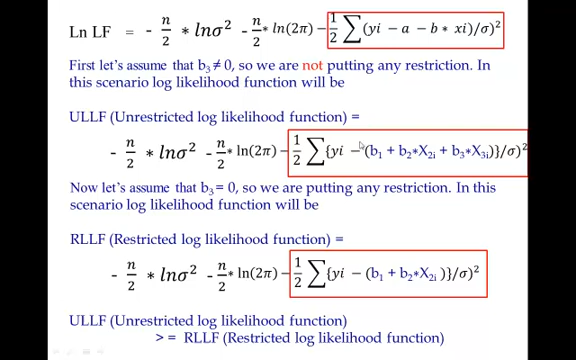 Ln LF = - n/2 * lnσ² - n/2 * ln(2π) − 1/2 ∑(yi − a − b * xi)/σ)²
First let's assume that b₃ ≠ 0, so we are not putting any restriction. In
this scenario log likelihood function will be
ULLF (Unrestricted log likelihood function) =
- n/2 * lnσ² - n/2 * ln(2π) − 1/2 ∑{yi − (b₁ + b₂*X₂ᵢ + b₃*X₃ᵢ)}/σ)²
Now let's assume that b₃ = 0, so we are putting any restriction. In this
scenario log likelihood function will be
RLLF (Restricted log likelihood function) =
- n/2 * lnσ² - n/2 * ln(2π) − 1/2 ∑{yi − (b₁ + b₂*X₂ᵢ )}/σ)²
ULLF (Unrestricted log likelihood function)
> = RLLF (Restricted log likelihood function)